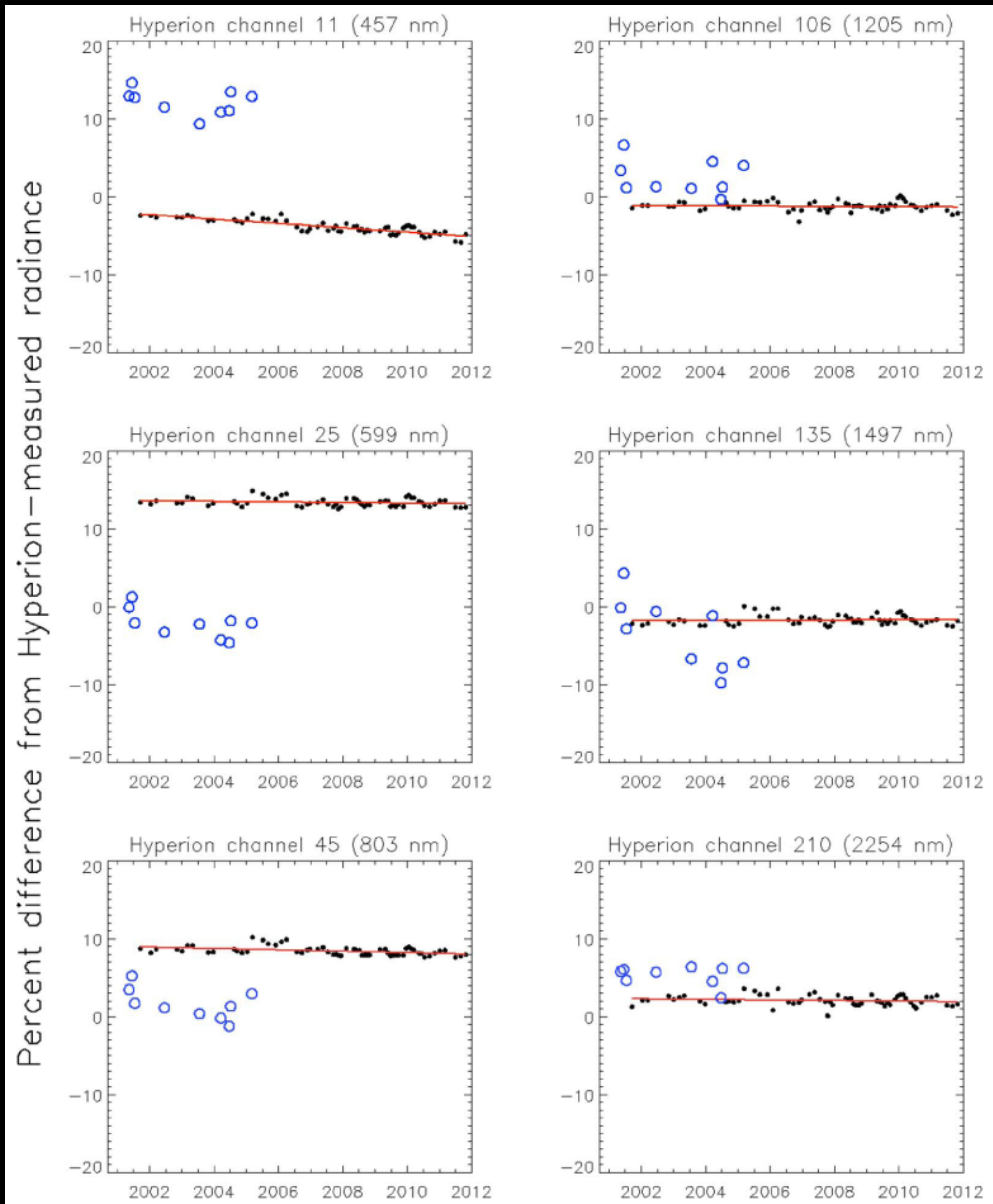 Percent difference from Hyperion-measured radiance
Hyperion channel 11 (457 nm)
20
10
0
-10
-20
2002 2004 2006 2008 2010 2012
Hyperion channel 106 (1205 nm)
20
10
0
-10
-20
2002 2004 2006 2008 2010 2012
Hyperion channel 25 (599 nm)
20
10
0
-10
-20
2002 2004 2006 2008 2010 2012
Hyperion channel 135 (1497 nm)
20
10
0
-10
-20
2002 2004 2006 2008 2010 2012
Hyperion channel 45 (803 nm)
20
10
0
-10
-20
2002 2004 2006 2008 2010 2012
Hyperion channel 210 (2254 nm)
20
10
0
-10
-20
2002 2004 2006 2008 2010 2012